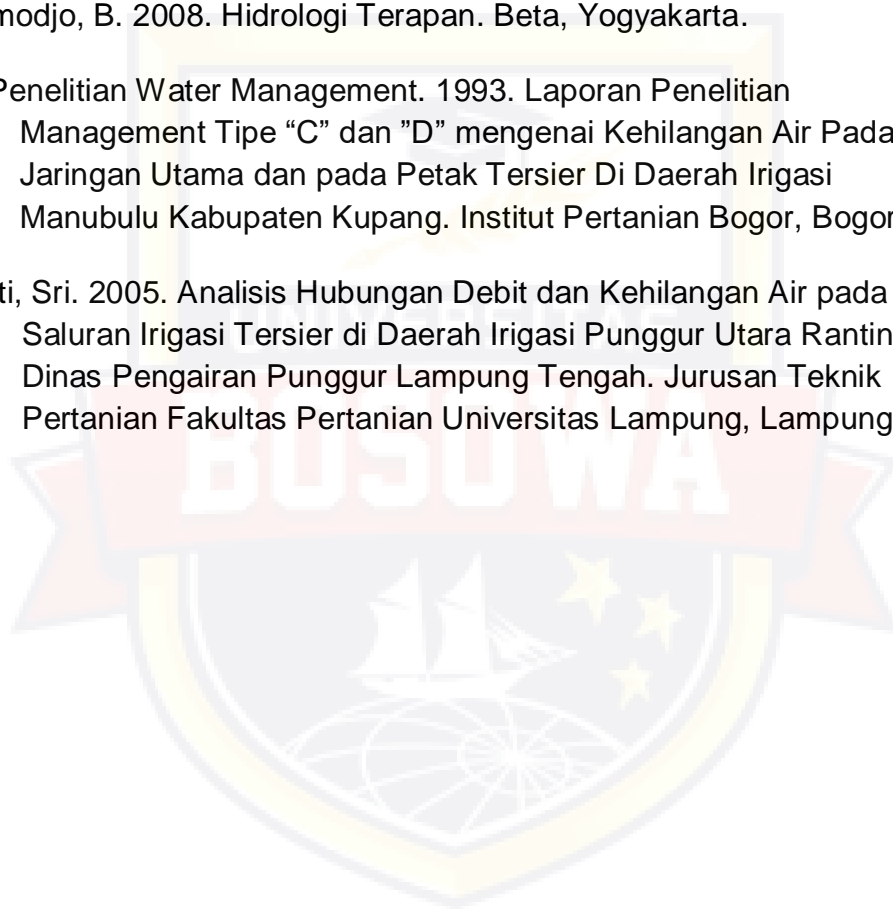 modjo, B. 2008. Hidrologi Terapan. Beta, Yogyakarta.
Penelitian Water Management. 1993. Laporan Penelitian
Management Tipe “C” dan ”D” mengenai Kehilangan Air Pada
Jaringan Utama dan pada Petak Tersier Di Daerah Irigasi
Manubulu Kabupaten Kupang. Institut Pertanian Bogor, Bogor
ti, Sri. 2005. Analisis Hubungan Debit dan Kehilangan Air pada
Saluran Irigasi Tersier di Daerah Irigasi Punggur Utara Rantin
Dinas Pengairan Punggur Lampung Tengah. Jurusan Teknik
Pertanian Fakultas Pertanian Universitas Lampung, Lampung
UNIVERSITAS
BOSOWA